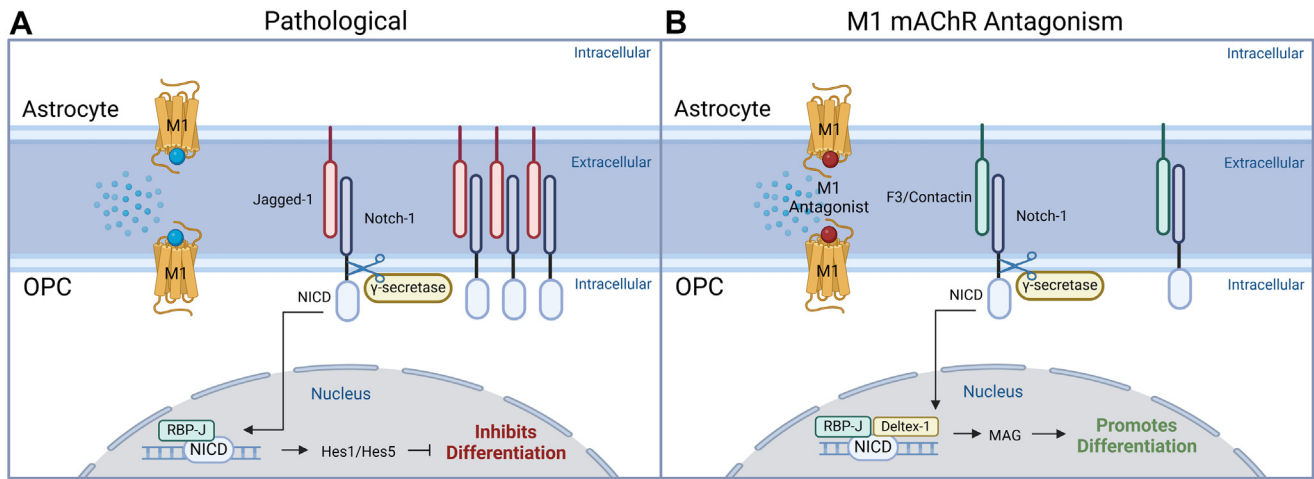 A
Pathological
Intracellular
Astrocyte
M1
Extracellular
Jagged-1
Notch-1
M1
OPC
γ-secretase
Intracellular
NICD
Nucleus
RBP-J
NICD
Hes1/Hes5
Inhibits
Differentiation
B
M1 mAChR Antagonism
Intracellular
Astrocyte
M1
Extracellular
M1
Antagonist
F3/Contactin
Notch-1
M1
OPC
γ-secretase
Intracellular
NICD
Nucleus
RBP-J
Deltex-1
NICD
MAG
Promotes
Differentiation